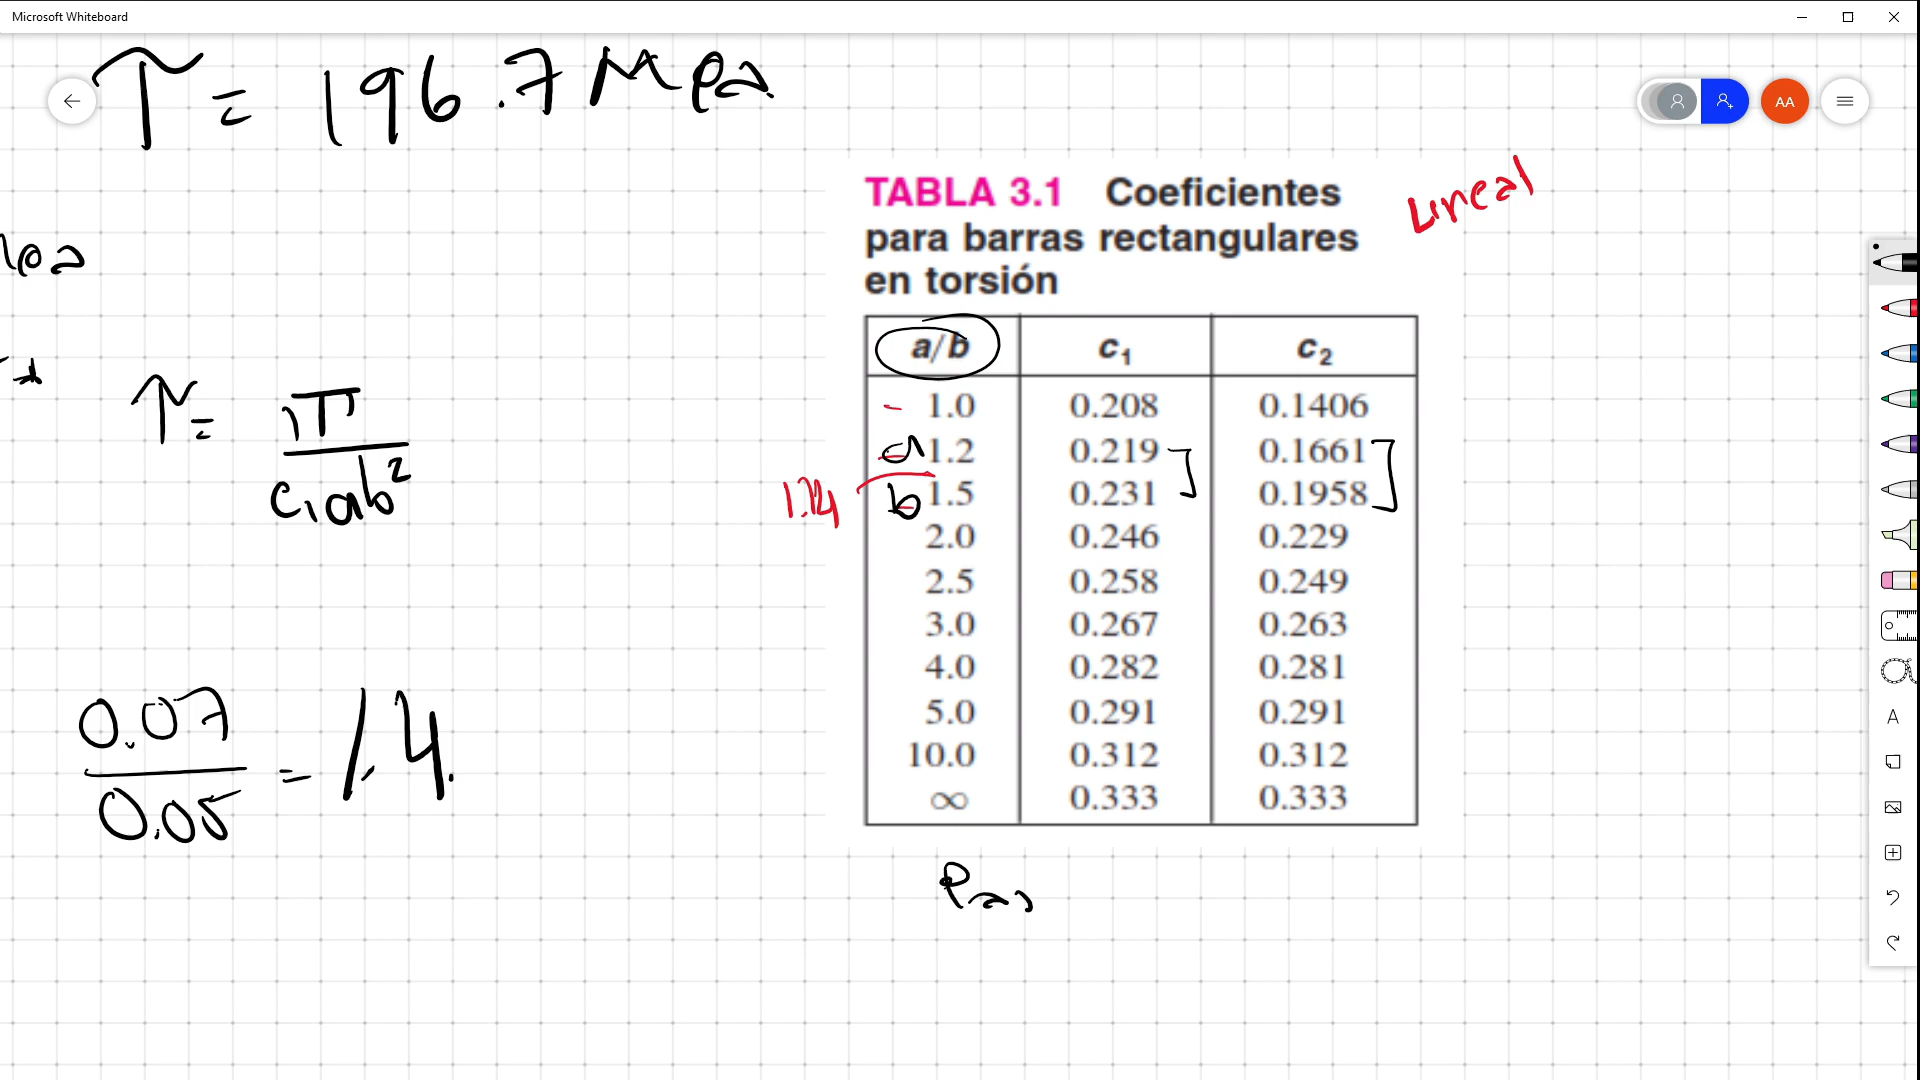 Microsoft Whiteboard
τ = 196.7 Mpa
AA
TABLA 3.1 Coeficientes
para barras rectangulares
en torsión
Lineal
a/b c₁ c₂
1.0 0.208 0.1406
a 1.2 0.219 0.1661
1.4
b 1.5 0.231 0.1958
2.0 0.246 0.229
2.5 0.258 0.249
3.0 0.267 0.263
4.0 0.282 0.281
5.0 0.291 0.291
10.0 0.312 0.312
∞ 0.333 0.333
c₁ab²
0.07
0.05 = 1.4.
A